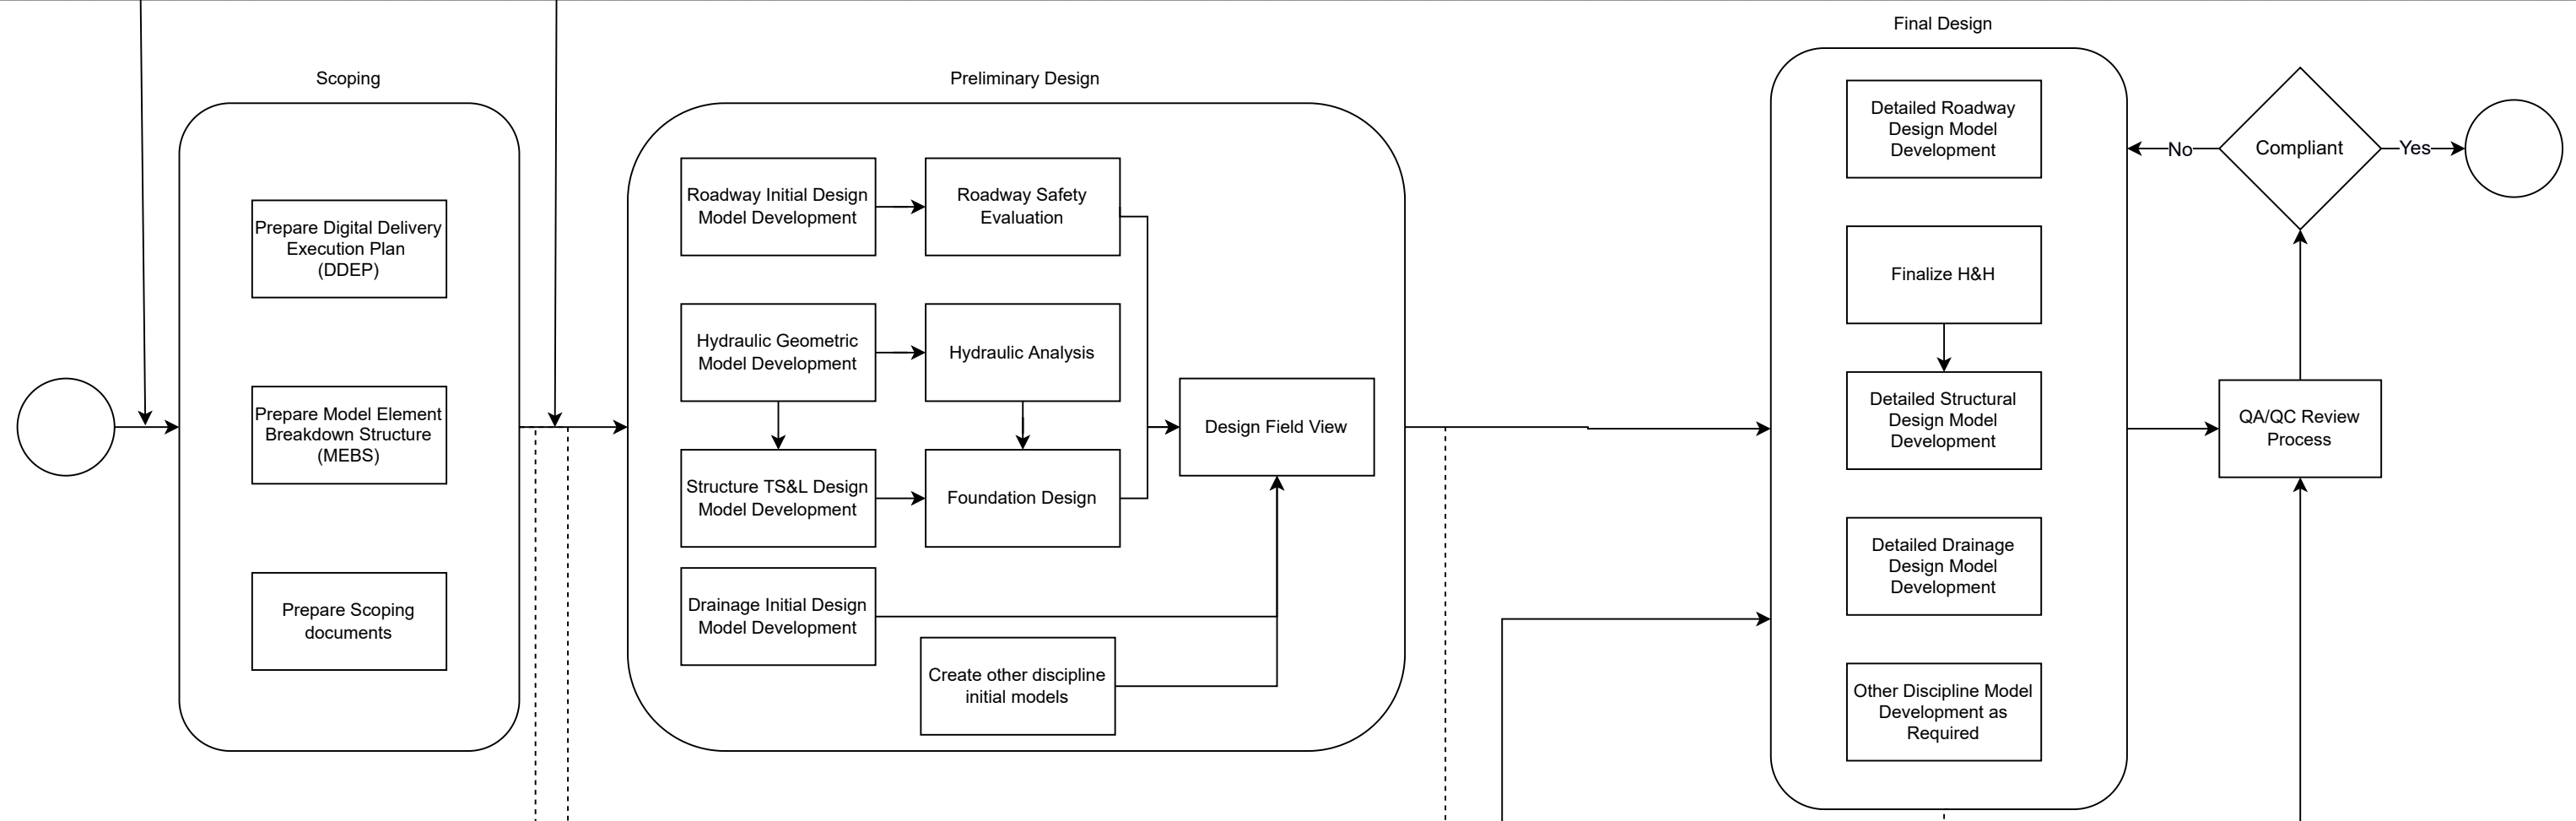 Scoping
Prepare Digital Delivery
Execution Plan
(DDEP)
Prepare Model Element
Breakdown Structure
(MEBS)
Prepare Scoping
documents
Preliminary Design
Roadway Initial Design
Model Development
Roadway Safety
Evaluation
Hydraulic Geometric
Model Development
Hydraulic Analysis
Structure TS&L Design
Model Development
Foundation Design
Design Field View
Drainage Initial Design
Model Development
Create other discipline
initial models
Final Design
Detailed Roadway
Design Model
Development
Finalize H&H
Detailed Structural
Design Model
Development
Detailed Drainage
Design Model
Development
Other Discipline Model
Development as
Required
No
Compliant
Yes
QA/QC Review
Process